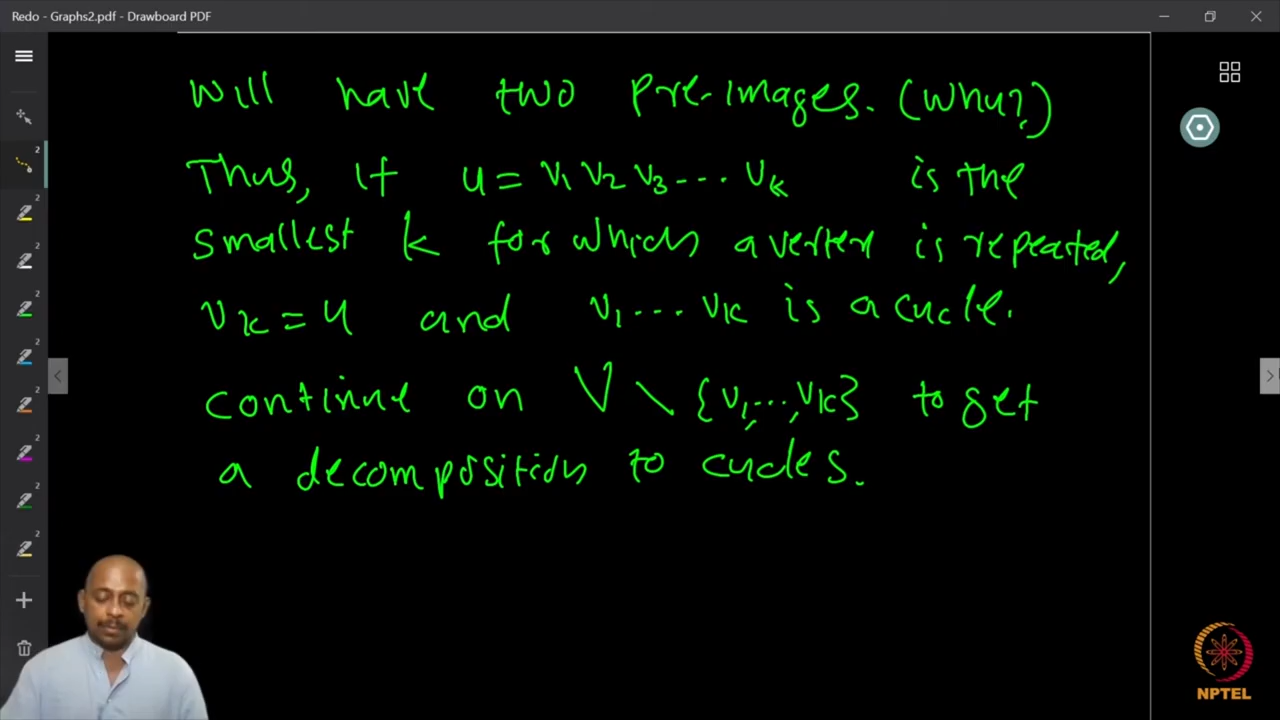 Redo - Graphs2.pdf - Drawboard PDF
will have two pre-images. (why?)
Thus, if u = v1 v2 v3 --- vk is the
smallest k for which a vertex is repeated,
vk = u and v1 --- vk is a cycle.
continue on V \ {v1,---,vk} to get
a decomposition to cycles.
NPTEL